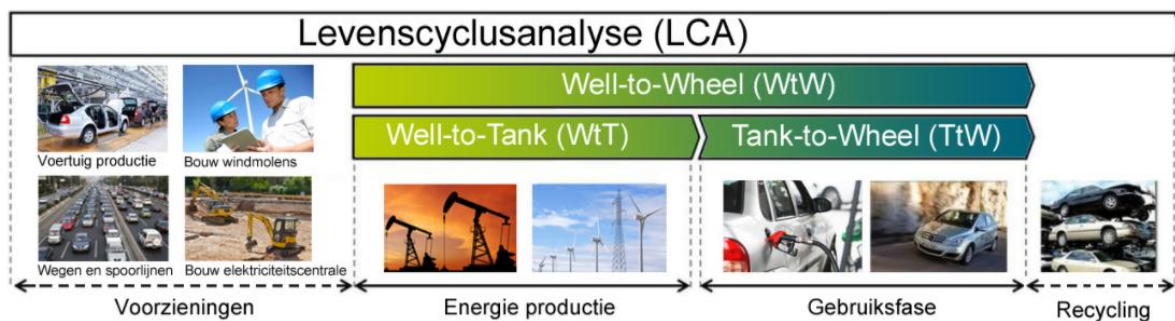 Levenscyclusanalyse (LCA)
Well-to-Wheel (WtW)
Well-to-Tank (WtT)
Tank-to-Wheel (TtW)
Voertuig productie
Bouw windmolens
Wegen en spoorlijnen
Bouw elektriciteitscentrale
Voorzieningen
Energie productie
Gebruiksfase
Recycling